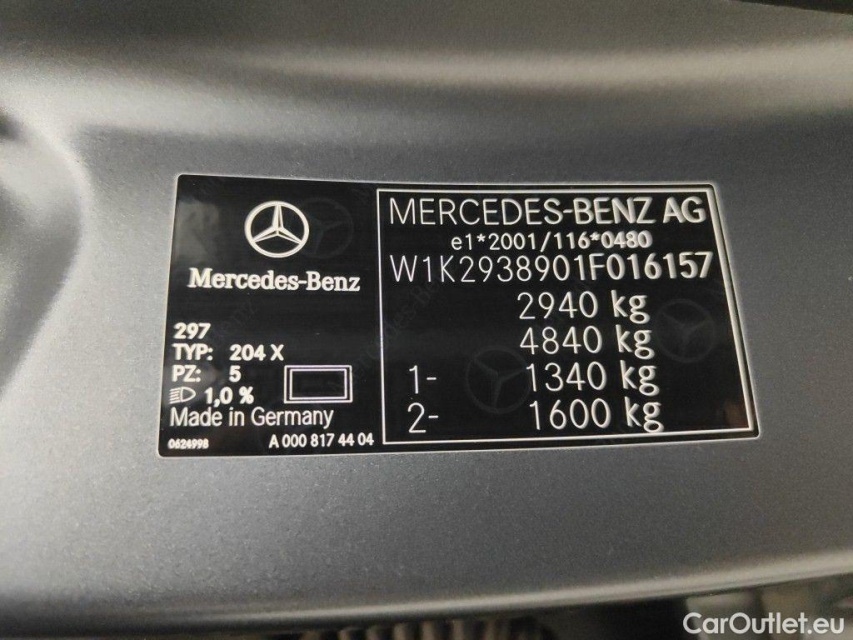 Mercedes-Benz
297
TYP: 204 X
PZ: 5
1,0 %
Made in Germany
0624998
A 000 817 44 04
MERCEDES-BENZ AG
e1*2001/116*0480
W1K2938901F016157
2940 kg
4840 kg
1- 1340 kg
2- 1600 kg
CarOutlet.eu